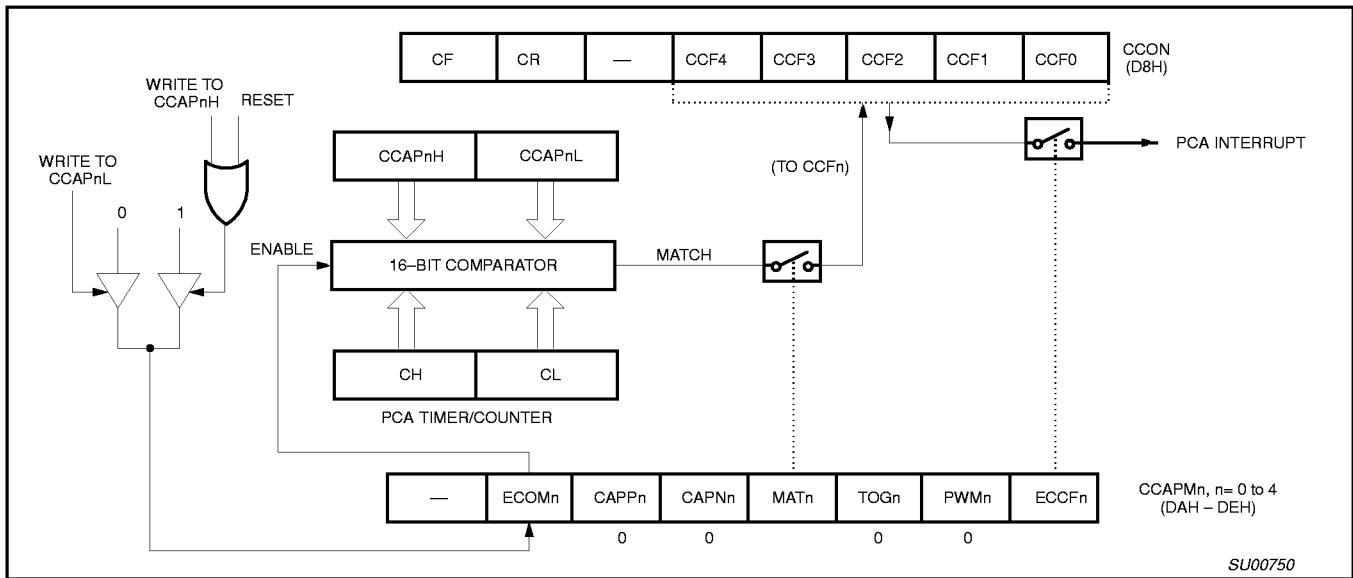 CF CR — CCF4 CCF3 CCF2 CCF1 CCF0
CCON
(D8H)
WRITE TO
CCAPnH
RESET
WRITE TO
CCAPnL
0 1
CCAPnH CCAPnL
(TO CCFn)
PCA INTERRUPT
ENABLE
16–BIT COMPARATOR
MATCH
CH CL
PCA TIMER/COUNTER
— ECOMn CAPPn CAPNn MATn TOGn PWMn ECCFn
0 0 0 0
CCAPMn, n= 0 to 4
(DAH – DEH)
SU00750